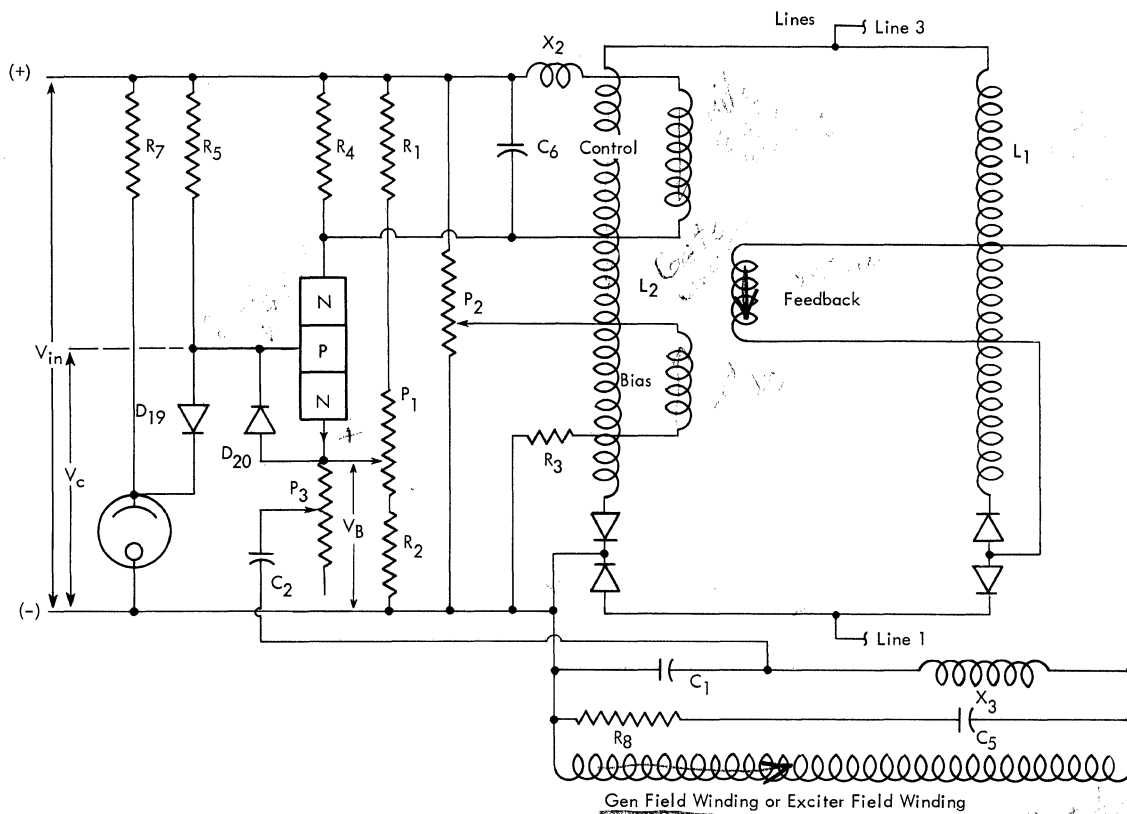 Lines
Line 3
X2
(+)
R7
R5
R4
R1
C6
Control
L1
P2
L2
Feedback
N
P
N
Vin
Bias
D19
P1
D20
R3
Vc
P3
VB
R2
C2
(-)
Line 1
C1
X3
R8
C5
Gen Field Winding or Exciter Field Winding